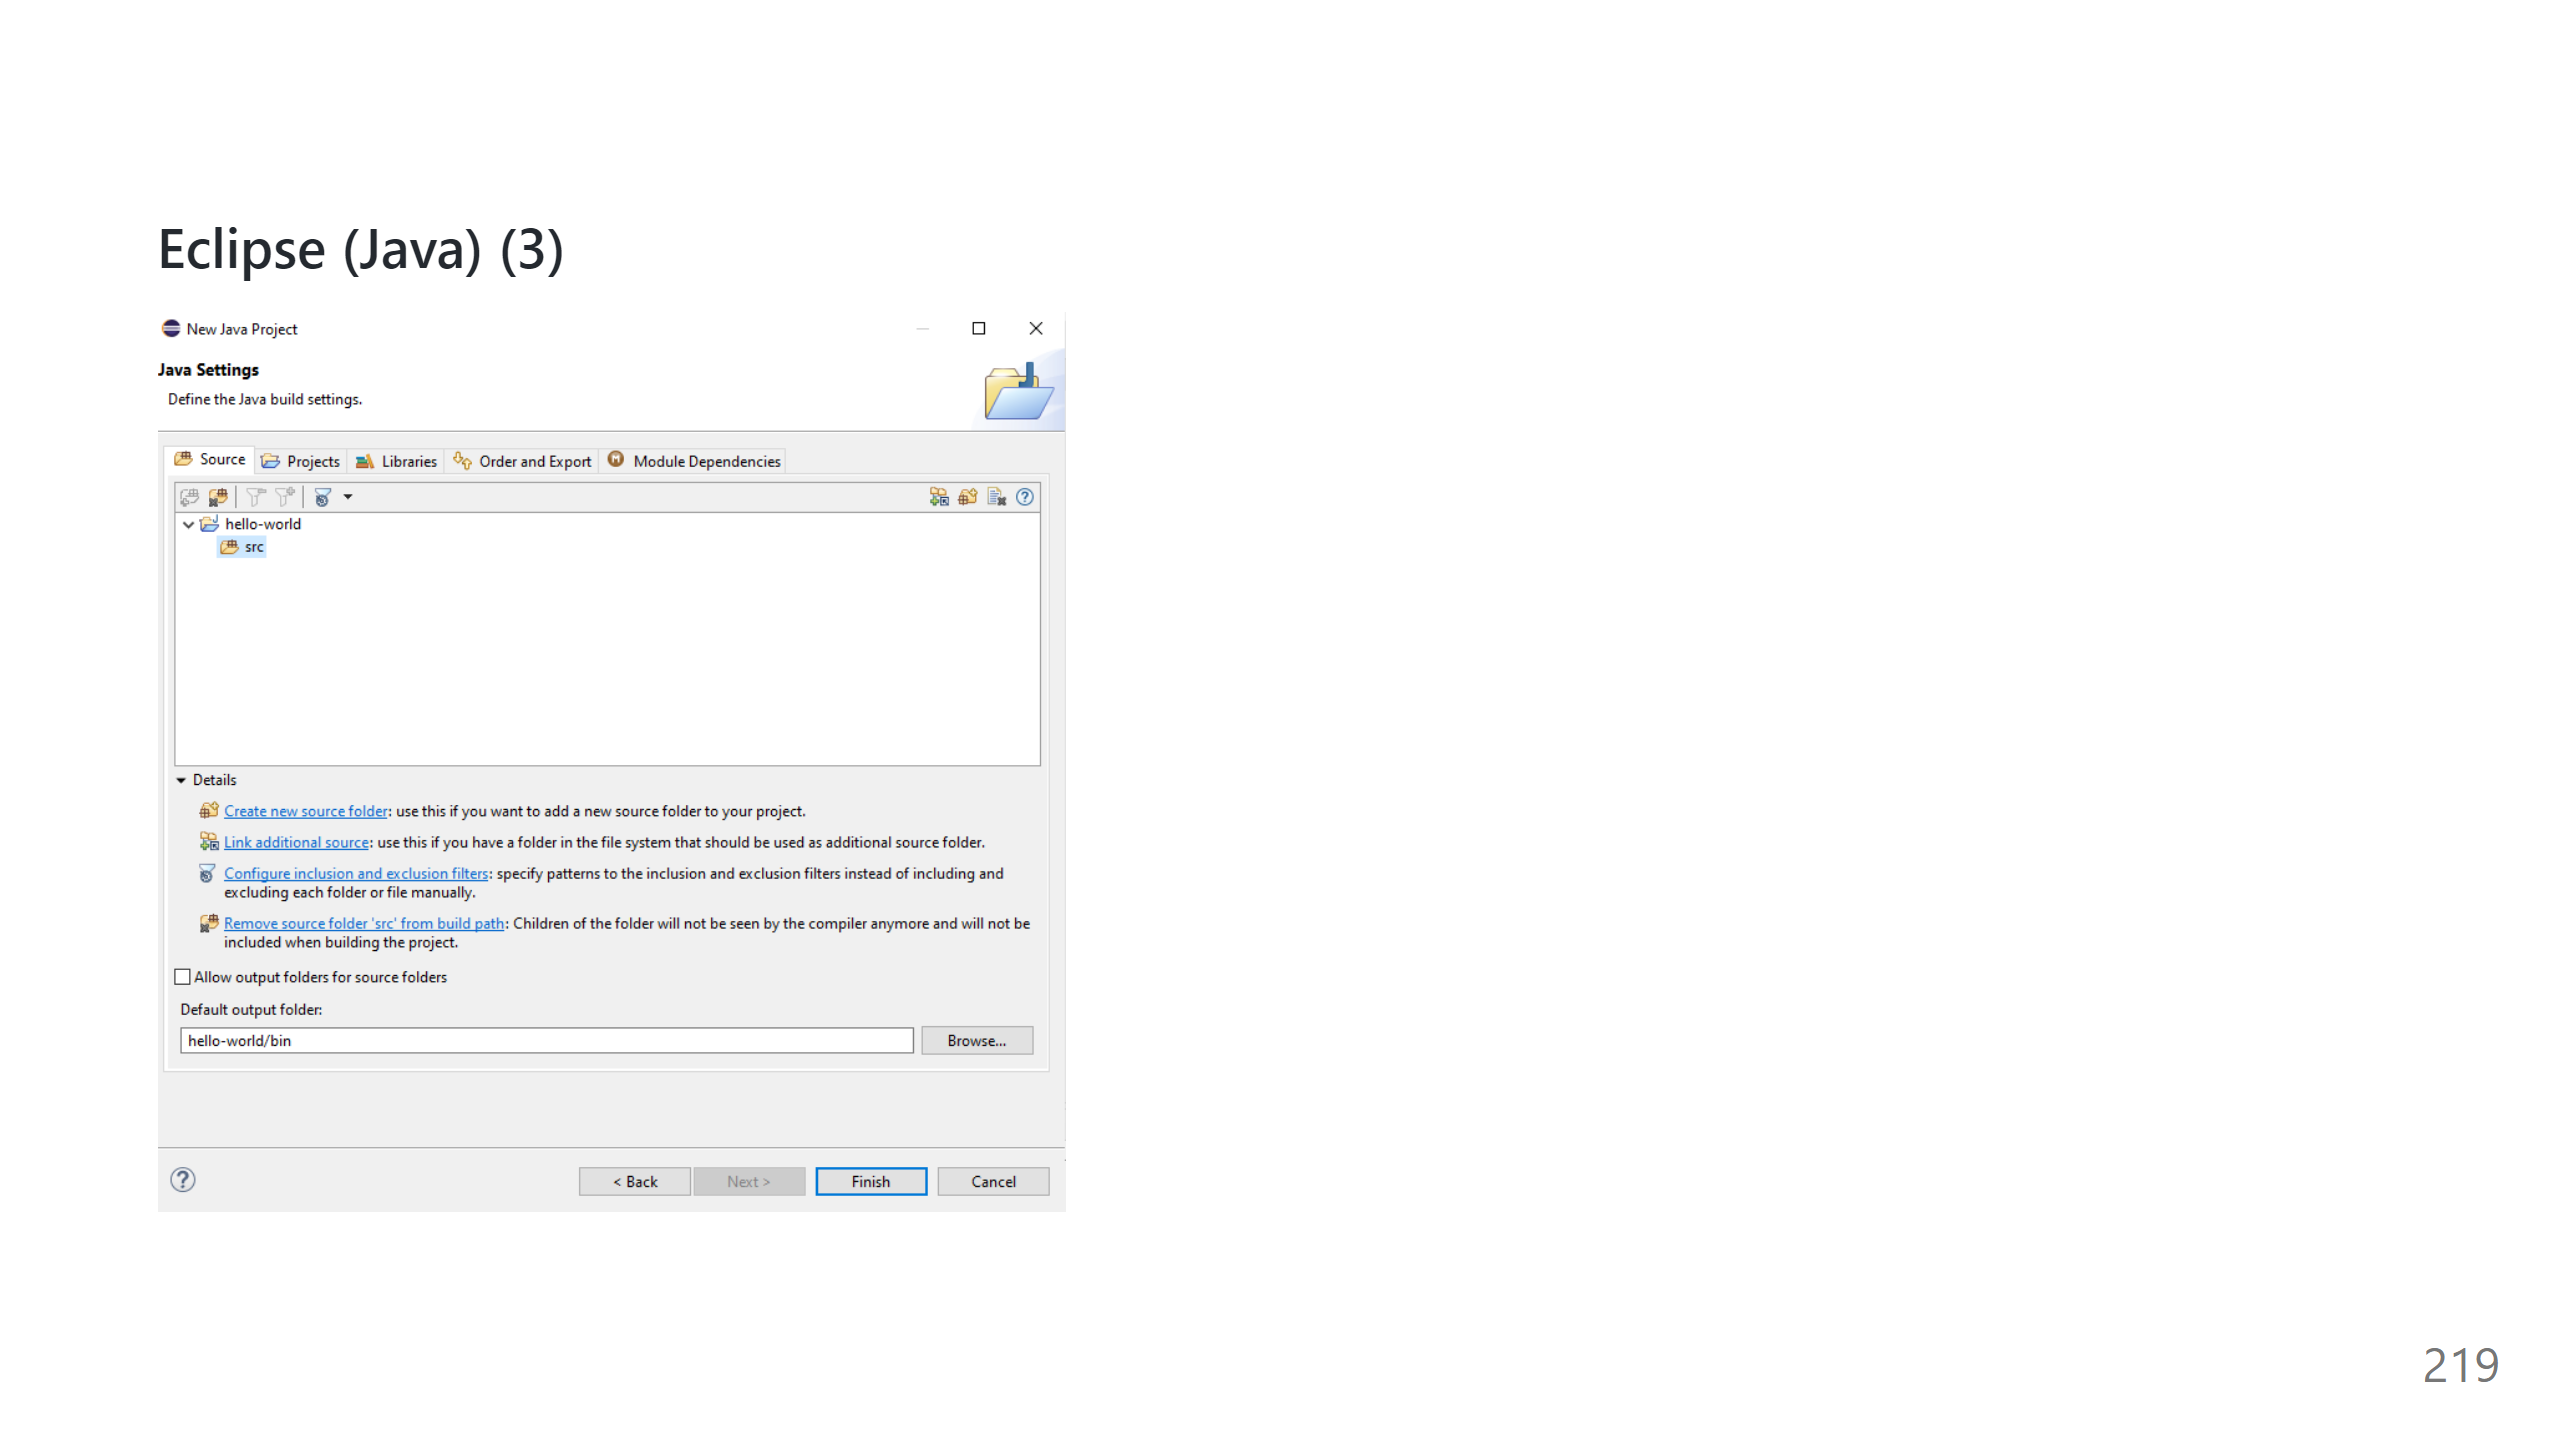 Eclipse (Java) (3)
New Java Project
Java Settings
Define the Java build settings.
Source Projects Libraries Order and Export Module Dependencies
hello-world
src
Details
Create new source folder: use this if you want to add a new source folder to your project.
Link additional source: use this if you have a folder in the file system that should be used as additional source folder.
Configure inclusion and exclusion filters: specify patterns to the inclusion and exclusion filters instead of including and
excluding each folder or file manually.
Remove source folder 'src' from build path: Children of the folder will not be seen by the compiler anymore and will not be
included when building the project.
Allow output folders for source folders
Default output folder:
hello-world/bin Browse...
< Back Next > Finish Cancel
219